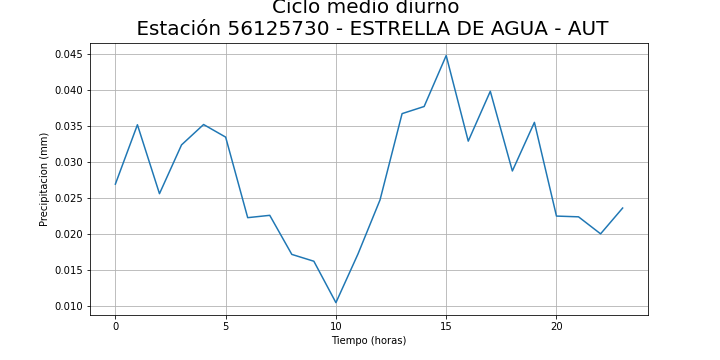 Ciclo medio diurno
Estación 56125730 - ESTRELLA DE AGUA - AUT
0.045
0.040
0.035
0.030
0.025
0.020
0.015
0.010
Precipitacion (mm)
0 5 10 15 20
Tiempo (horas)